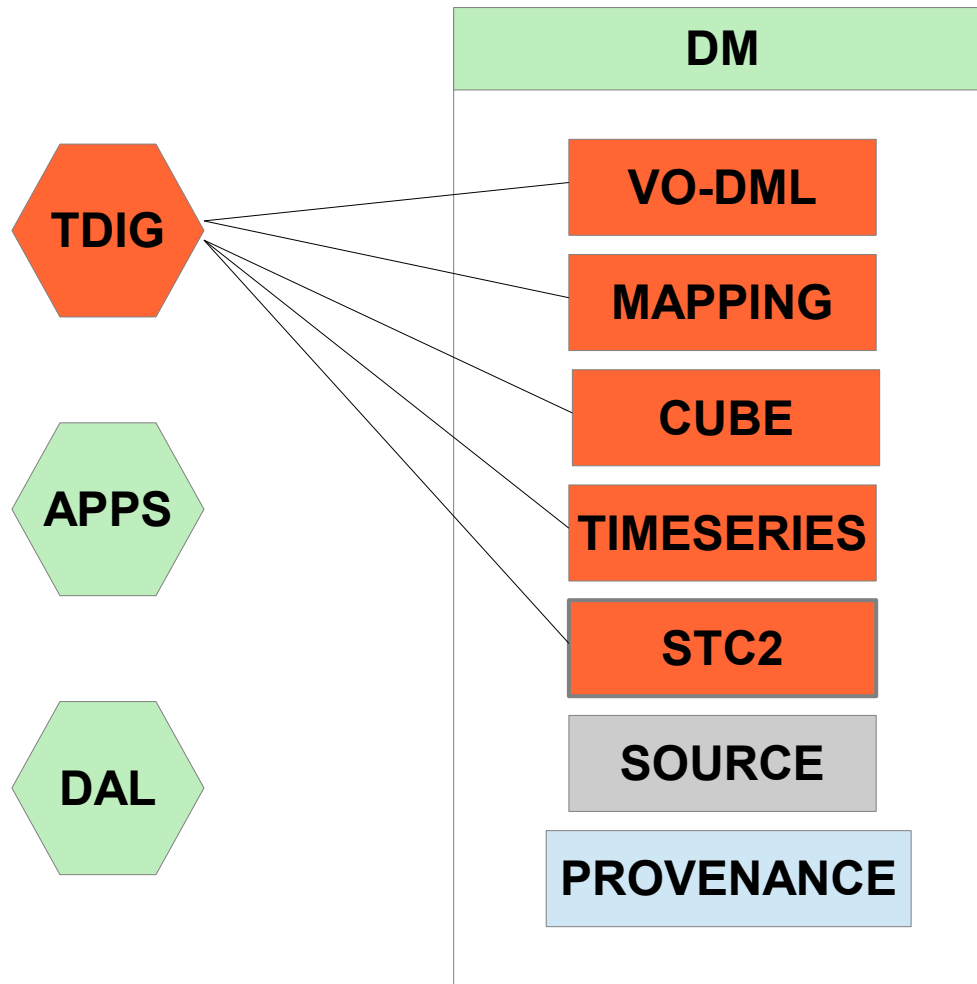 DM
TDIG
VO-DML
MAPPING
CUBE
APPS
TIMESERIES
STC2
SOURCE
DAL
PROVENANCE